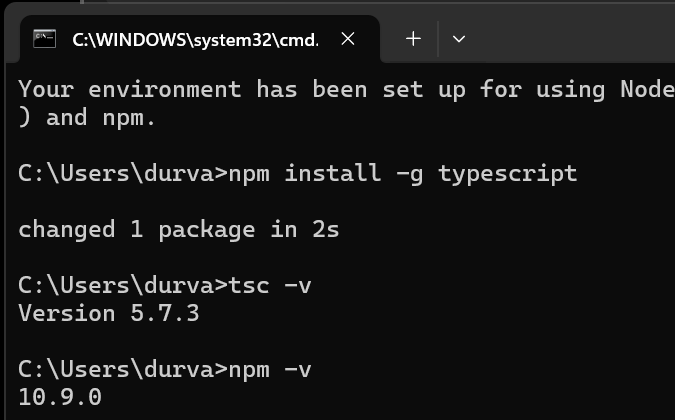 C:\WINDOWS\system32\cmd.
Your environment has been set up for using Node
) and npm.
C:\Users\durva>npm install -g typescript
changed 1 package in 2s
C:\Users\durva>tsc -v
Version 5.7.3
C:\Users\durva>npm -v
10.9.0